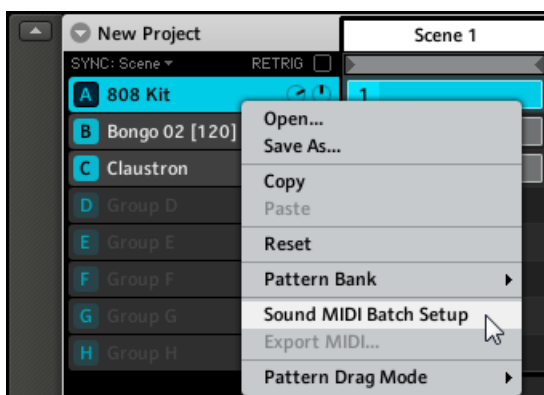 New Project
Scene 1
SYNC: Scene
RETRIG
A 808 Kit
1
B Bongo 02 [120]
C Claustron
D Group D
E Group E
F Group F
G Group G
H Group H
Open...
Save As...
Copy
Paste
Reset
Pattern Bank
Sound MIDI Batch Setup
Export MIDI...
Pattern Drag Mode